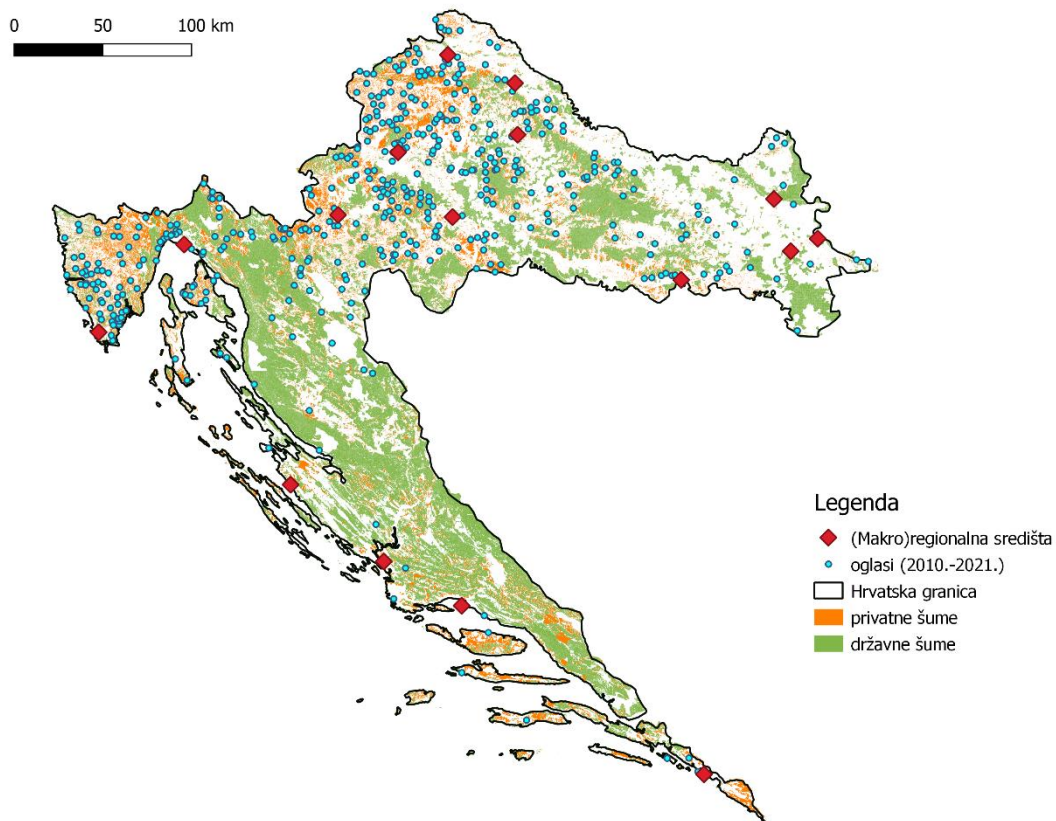 0 50 100 km
Legenda
(Makro)regionalna središta
oglasi (2010.-2021.)
Hrvatska granica
privatne šume
državne šume